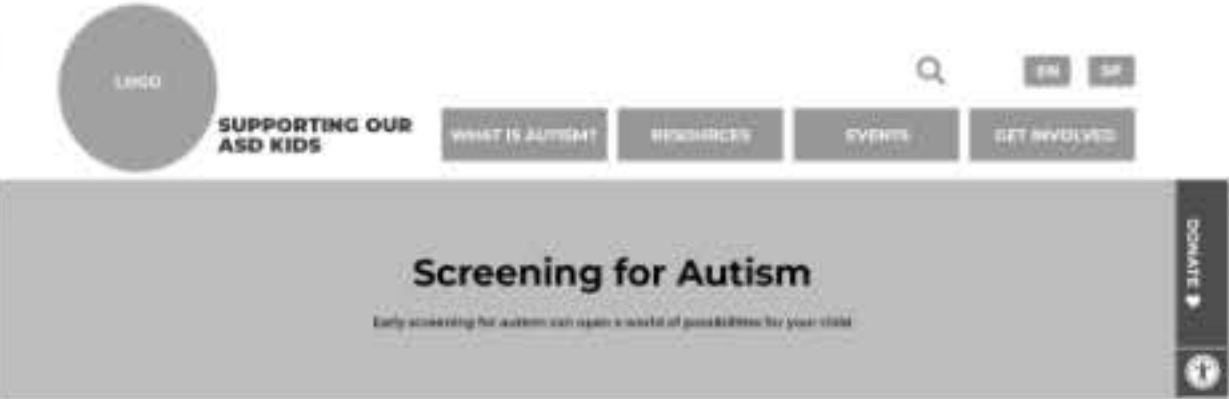 LOGO
SUPPORTING OUR
ASD KIDS
EN
SP
WHAT IS AUTISM?
RESOURCES
EVENTS
GET INVOLVED
Screening for Autism
Early screening for autism can open a world of possibilities for your child
DONATE